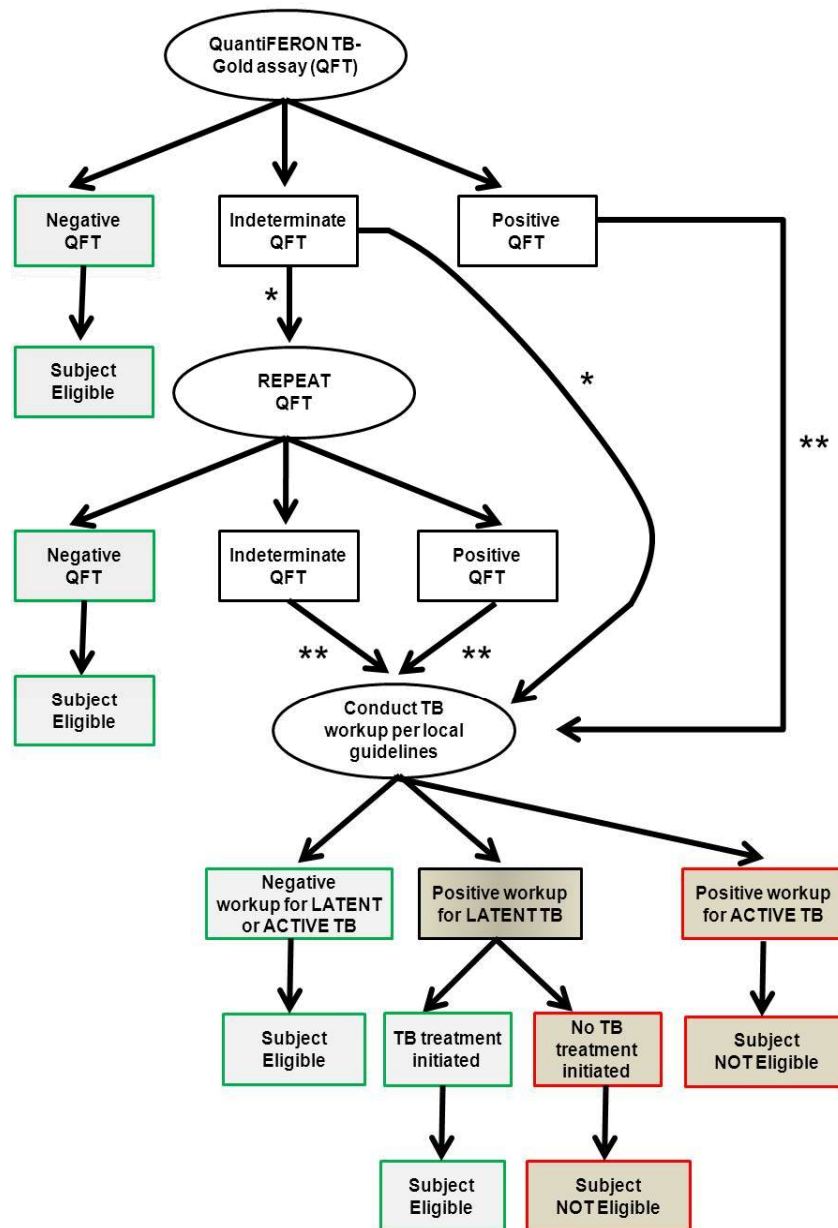 QuantiFERON TB-
Gold assay (QFT)
Negative
QFT
Indeterminate
QFT
Positive
QFT
*
Subject
Eligible
REPEAT
QFT
*
**
Negative
QFT
Indeterminate
QFT
Positive
QFT
**
**
Subject
Eligible
Conduct TB
workup per local
guidelines
Negative
workup for LATENT
or ACTIVE TB
Positive workup
for LATENT TB
Positive workup
for ACTIVE TB
Subject
Eligible
TB treatment
initiated
No TB
treatment
initiated
Subject
NOT Eligible
Subject
Eligible
Subject
NOT Eligible